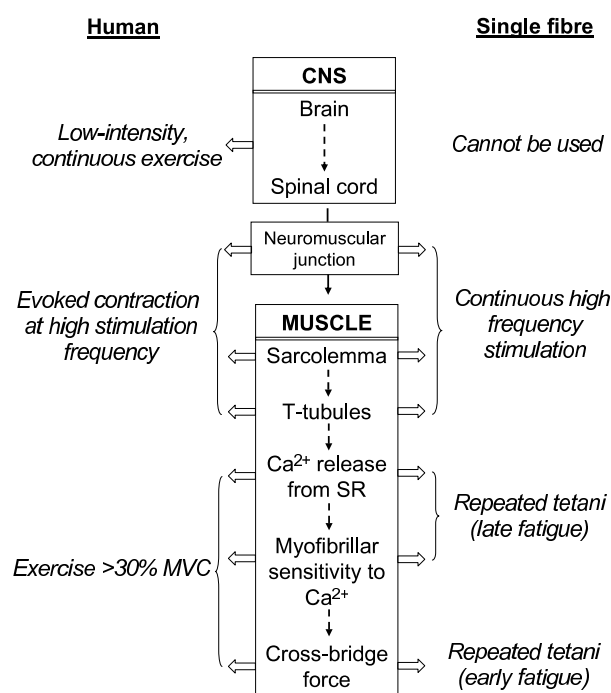 Human
Single fibre
CNS
Brain
Low-intensity,
continuous exercise
Cannot be used
Spinal cord
Neuromuscular
junction
Evoked contraction
at high stimulation
frequency
Continuous high
frequency
stimulation
MUSCLE
Sarcolemma
T-tubules
Ca²⁺ release
from SR
Repeated tetani
(late fatigue)
Exercise >30% MVC
Myofibrillar
sensitivity to
Ca²⁺
Cross-bridge
force
Repeated tetani
(early fatigue)